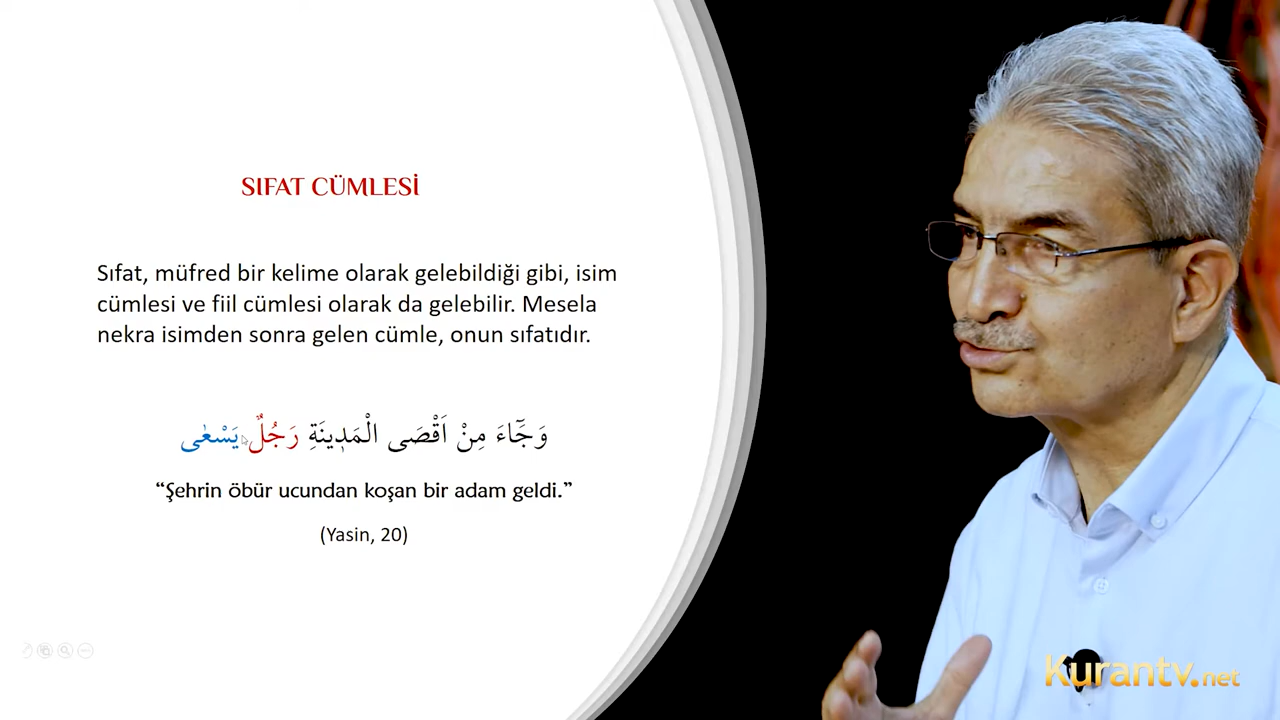 SIFAT CÜMLESİ
Sıfat, müfred bir kelime olarak gelebildiği gibi, isim
cümlesi ve fiil cümlesi olarak da gelebilir. Mesela
nekra isimden sonra gelen cümle, onun sıfatıdır.
وَجَٓاءَ مِنْ اَقْصَى الْمَد۪ينَةِ رَجُلٌ يَسْعٰى
“Şehrin öbür ucundan koşan bir adam geldi.”
(Yasin, 20)
Kurantv.net